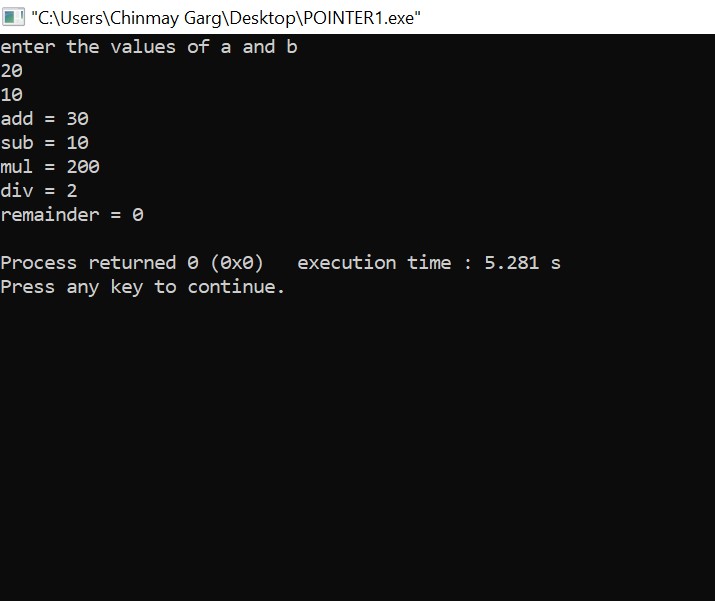 "C:\Users\Chinmay Garg\Desktop\POINTER1.exe"
enter the values of a and b
20
10
add = 30
sub = 10
mul = 200
div = 2
remainder = 0
Process returned 0 (0x0)   execution time : 5.281 s
Press any key to continue.